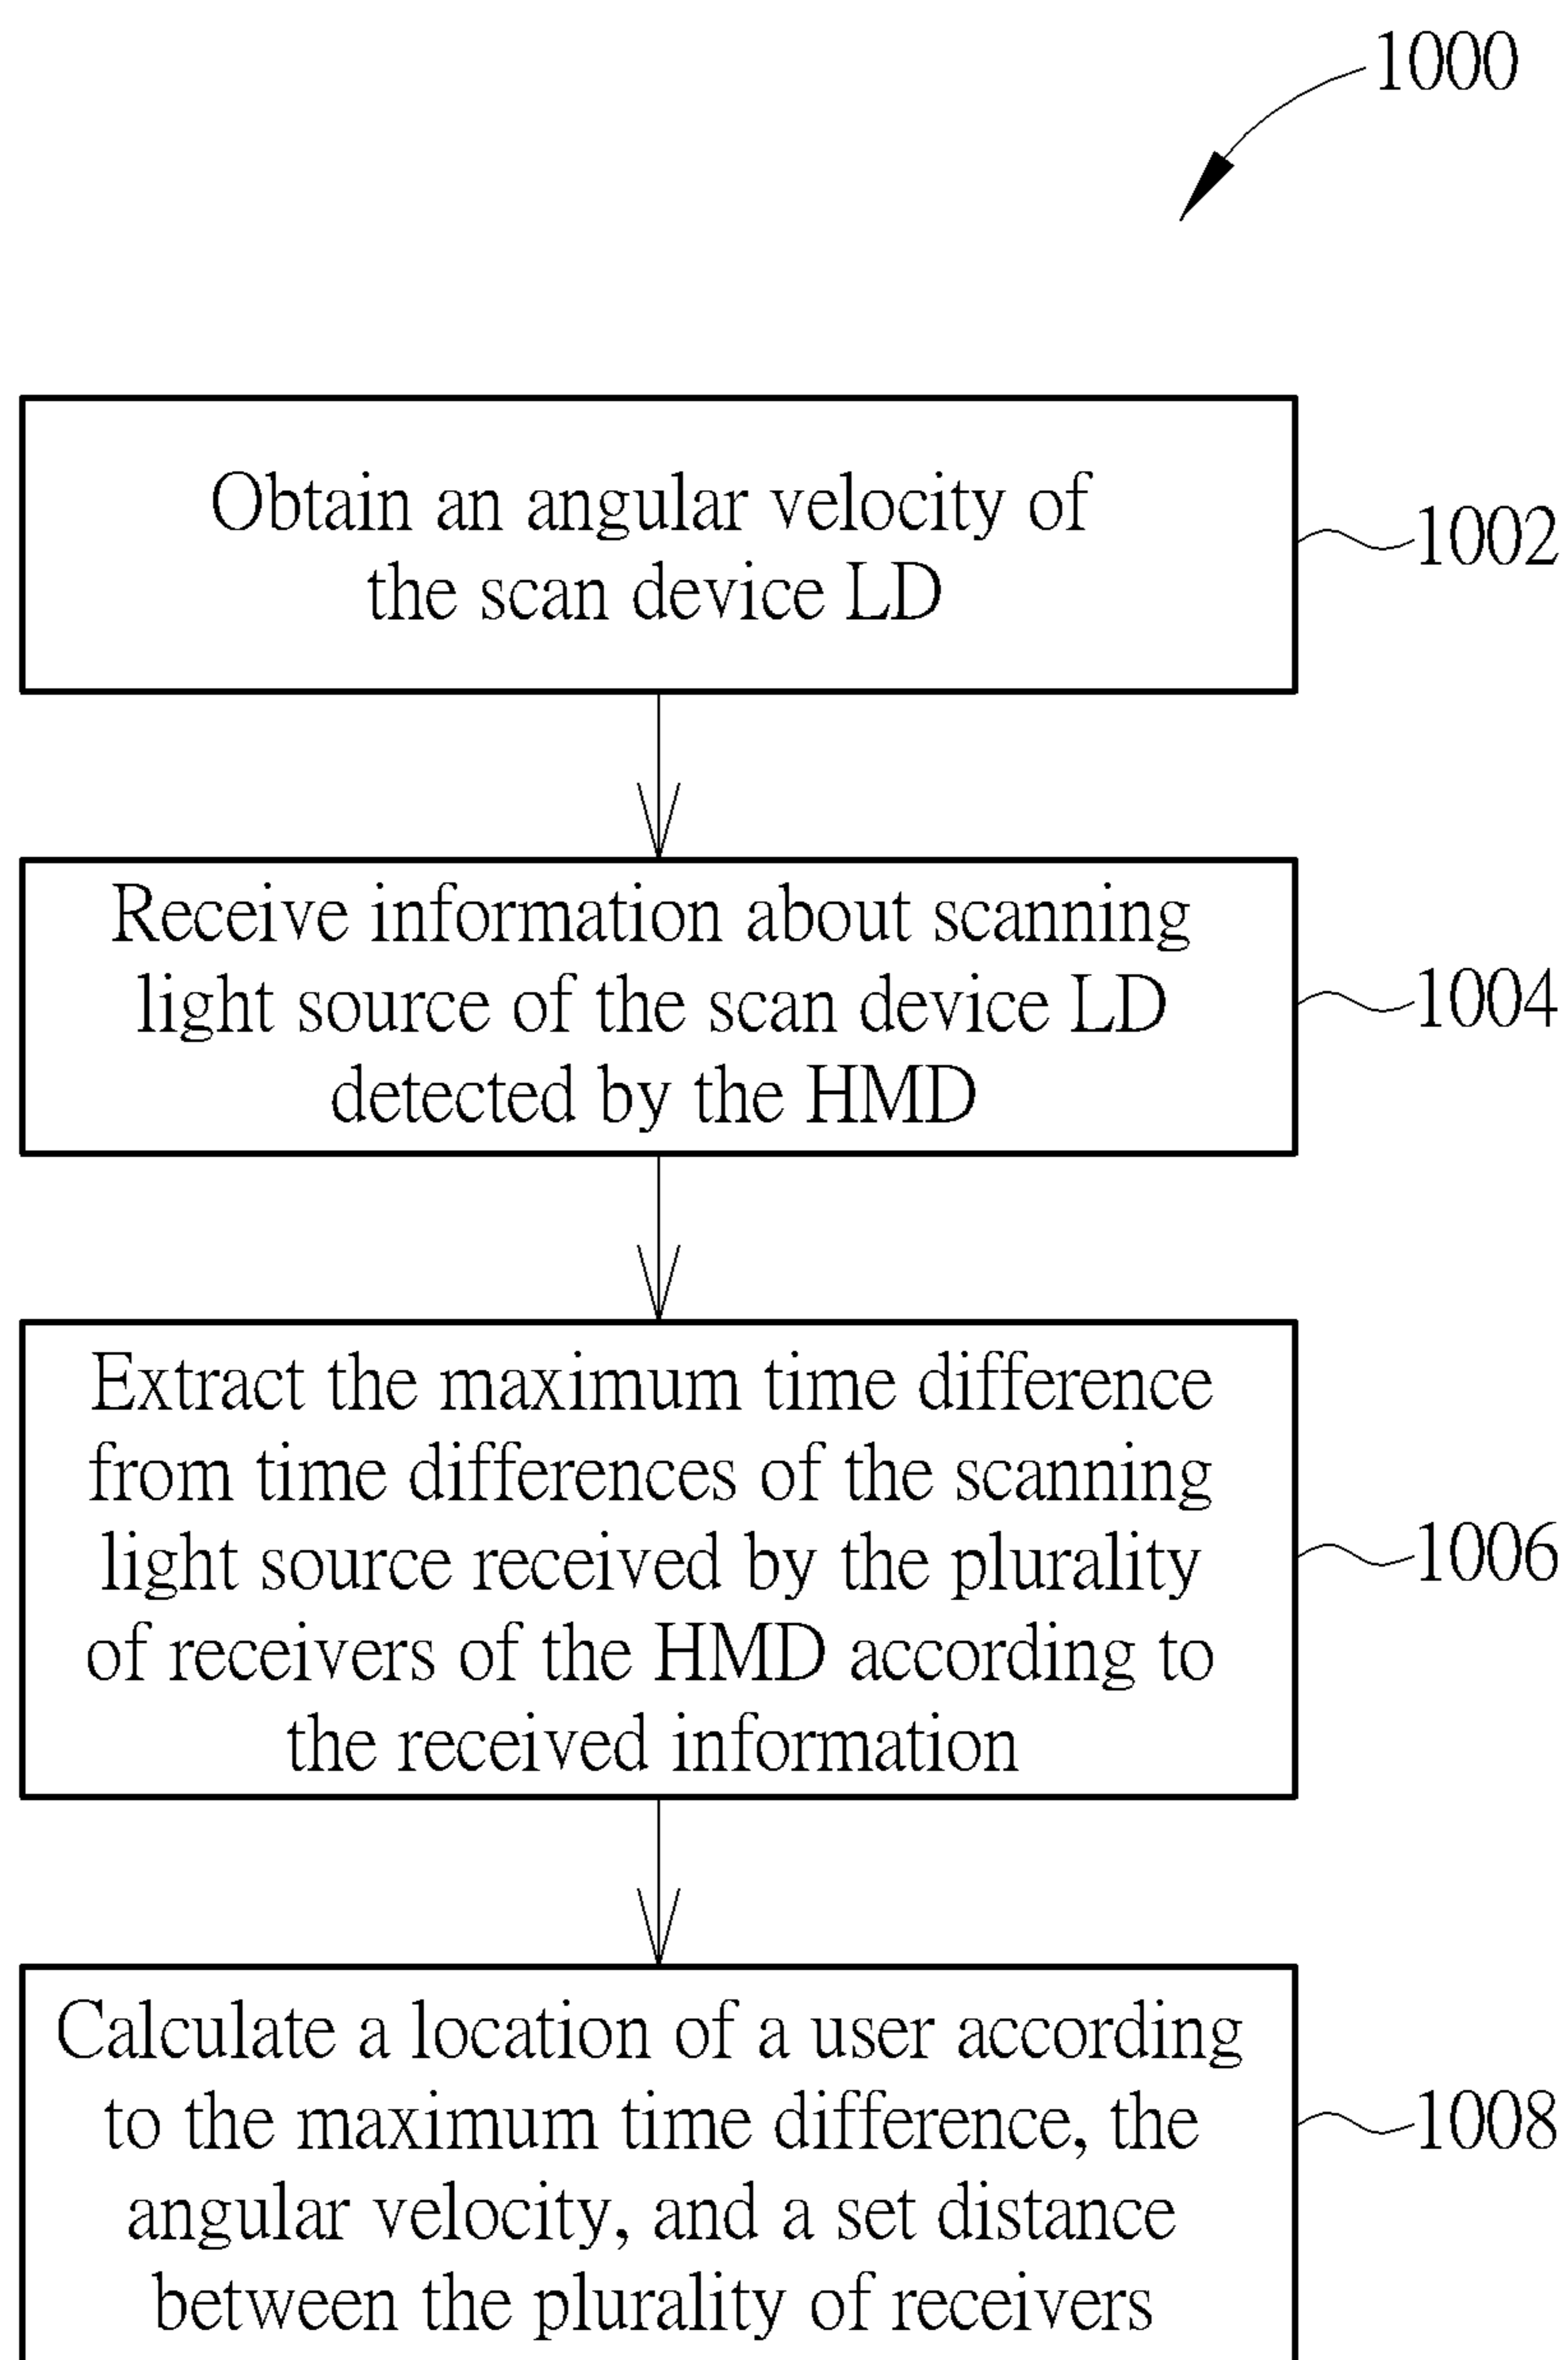 1000
Obtain an angular velocity of
the scan device LD
1002
Receive information about scanning
light source of the scan device LD
detected by the HMD
1004
Extract the maximum time difference
from time differences of the scanning
light source received by the plurality
of receivers of the HMD according to
the received information
1006
Calculate a location of a user according
to the maximum time difference, the
angular velocity, and a set distance
between the plurality of receivers
1008